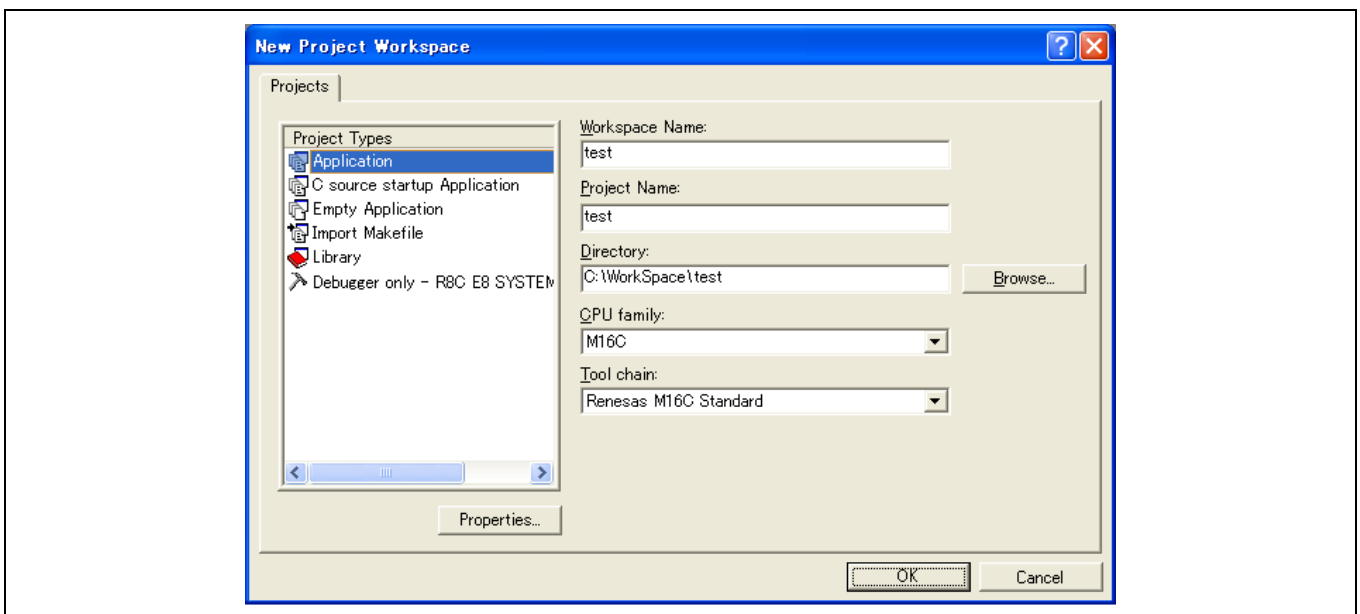 New Project Workspace
Projects
Project Types
Application
C source startup Application
Empty Application
Import Makefile
Library
Debugger only - R8C E8 SYSTEM
Workspace Name:
test
Project Name:
test
Directory:
C:\WorkSpace\test
Browse...
CPU family:
M16C
Tool chain:
Renesas M16C Standard
Properties...
OK
Cancel